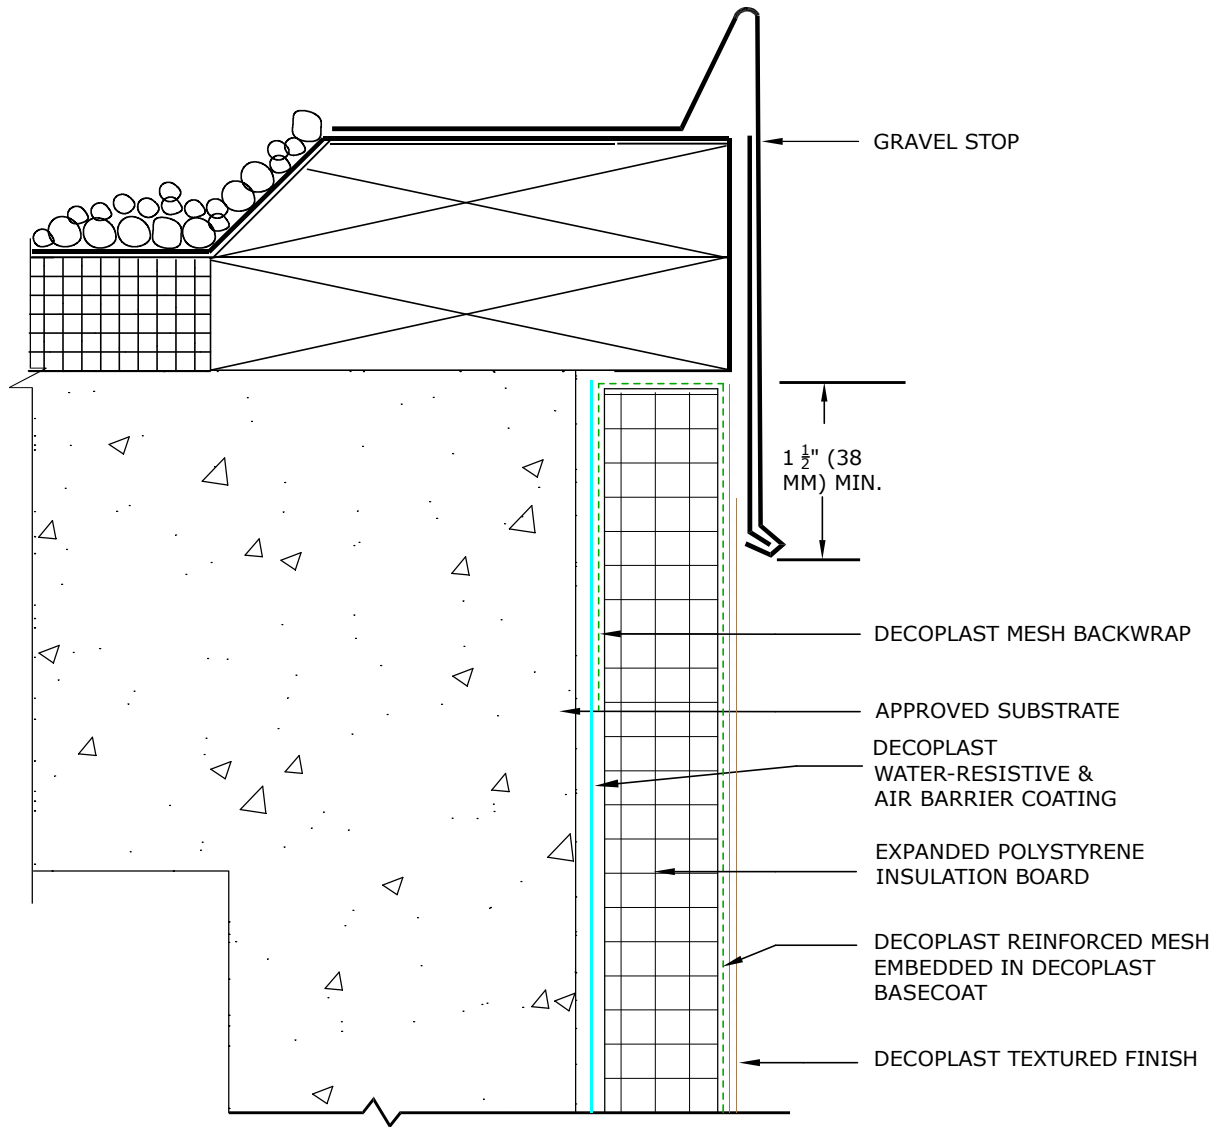 GRAVEL STOP
1 1/2" (38
MM) MIN.
DECOPLAST MESH BACKWRAP
APPROVED SUBSTRATE
DECOPLAST
WATER-RESISTIVE &
AIR BARRIER COATING
EXPANDED POLYSTYRENE
INSULATION BOARD
DECOPLAST REINFORCED MESH
EMBEDDED IN DECOPLAST
BASECOAT
DECOPLAST TEXTURED FINISH